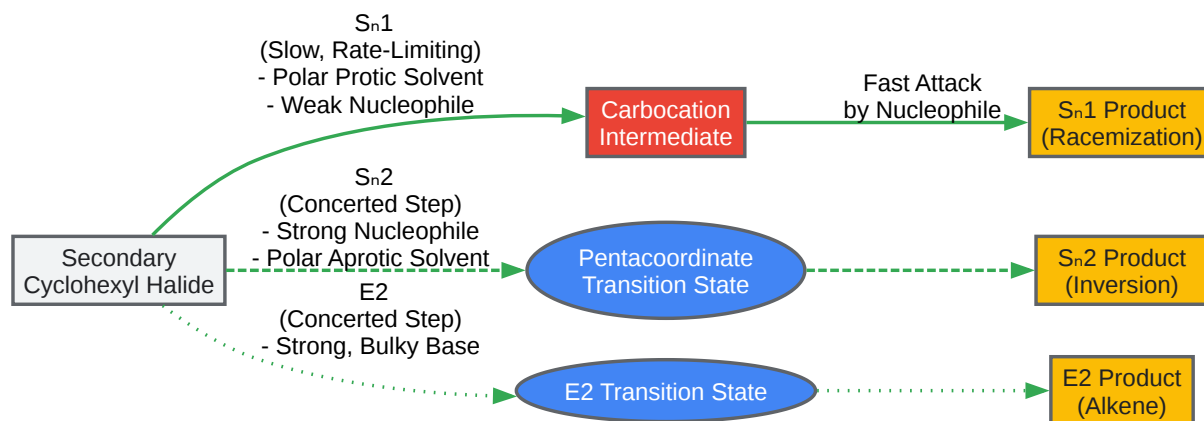 Sₙ1
(Slow, Rate-Limiting)
- Polar Protic Solvent
- Weak Nucleophile
Carbocation
Intermediate
Fast Attack
by Nucleophile
Sₙ1 Product
(Racemization)
Secondary
Cyclohexyl Halide
Sₙ2
(Concerted Step)
- Strong Nucleophile
- Polar Aprotic Solvent
Pentacoordinate
Transition State
Sₙ2 Product
(Inversion)
E2
(Concerted Step)
- Strong, Bulky Base
E2 Transition State
E2 Product
(Alkene)